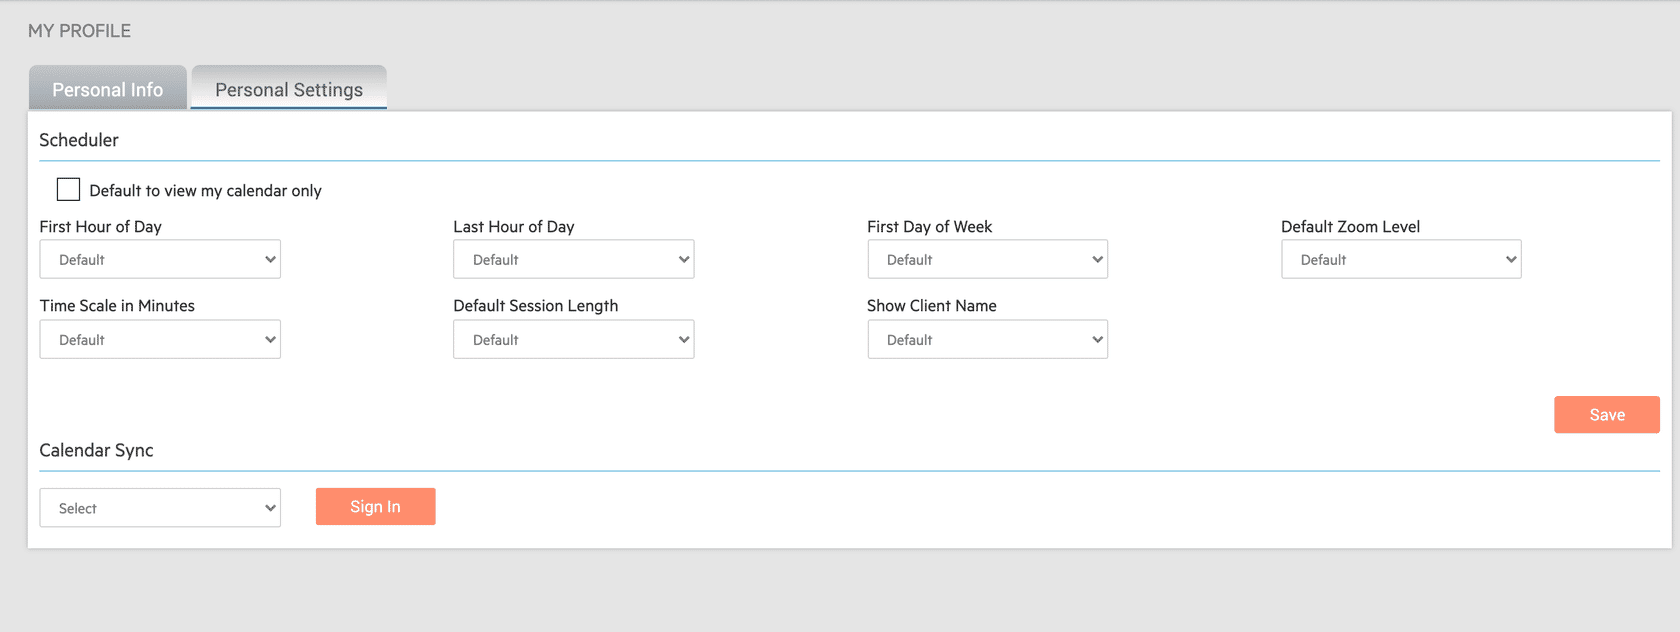 MY PROFILE
Personal Info
Personal Settings
Scheduler
Default to view my calendar only
First Hour of Day
Last Hour of Day
First Day of Week
Default Zoom Level
Default
Default
Default
Default
Time Scale in Minutes
Default Session Length
Show Client Name
Default
Default
Default
Save
Calendar Sync
Select
Sign In